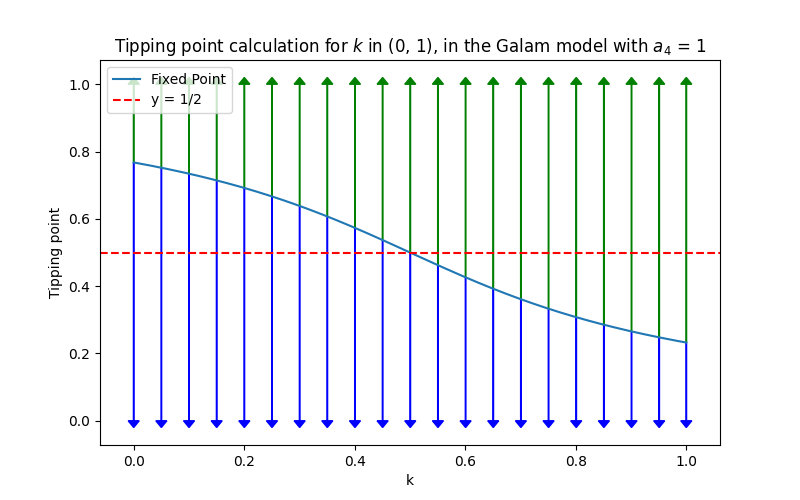 Tipping point calculation for k in (0, 1), in the Galam model with a₄ = 1
Fixed Point
y = 1/2
Tipping point
1.0
0.8
0.6
0.4
0.2
0.0
0.0 0.2 0.4 0.6 0.8 1.0
k